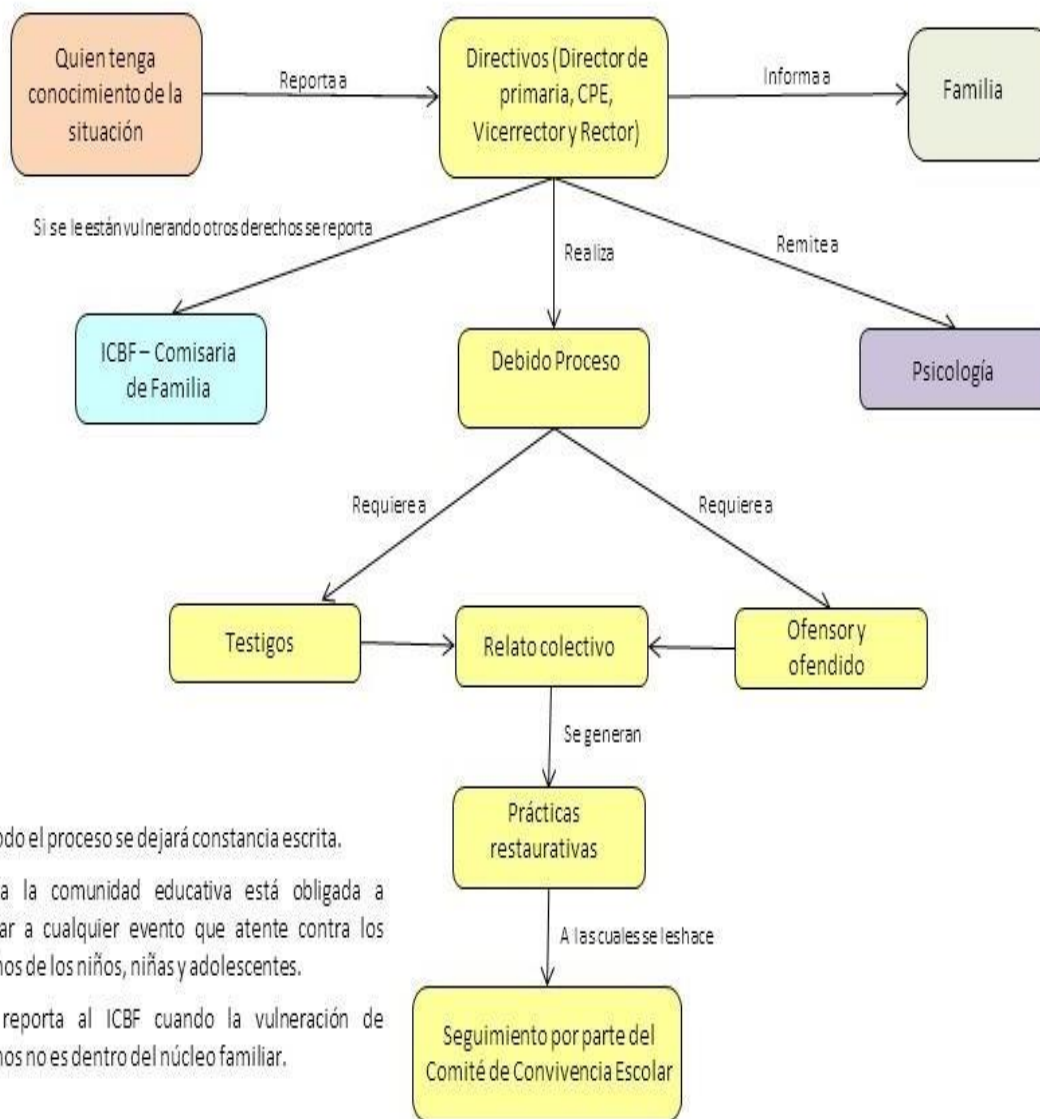 Quien tenga
conocimiento de la
situación
Reporta a
Directivos (Director de
primaria, CPE,
Vicerrector y Rector)
Informa a
Familia
Si se le están vulnerando otros derechos se reporta
Realiza
Remite a
ICBF – Comisaria
de Familia
Debido Proceso
Psicología
Requiere a
Requiere a
Testigos
Relato colectivo
Ofensor y
ofendido
Se generan
Prácticas
restaurativas
A las cuales se les hace
Seguimiento por parte del
Comité de Convivencia Escolar
el proceso se dejará constancia escrita.
la comunidad educativa está obligada a
a cualquier evento que atente contra los
de los niños, niñas y adolescentes.
reporta al ICBF cuando la vulneración de
no es dentro del núcleo familiar.